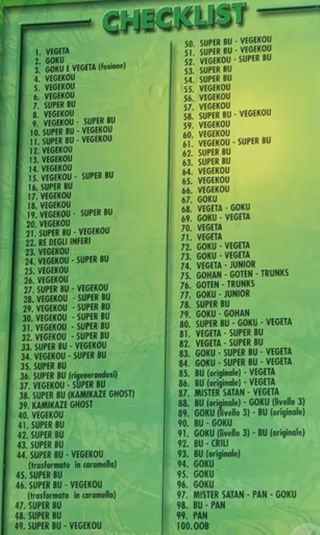 CHECKLIST
1. VEGETA
2. GOKU
3. GOKU E VEGETA (fusione)
4. VEGEKOU
5. VEGEKOU
6. VEGEKOU
7. SUPER BU
8. VEGEKOU
9. VEGEKOU - SUPER BU
10. SUPER BU - VEGEKOU
11. SUPER BU - VEGEKOU
12. VEGEKOU
13. VEGEKOU
14. VEGEKOU
15. VEGEKOU - SUPER BU
16. SUPER BU
17. VEGEKOU
18. VEGEKOU
19. VEGEKOU - SUPER BU
20. VEGEKOU
21. SUPER BU - VEGEKOU
22. RE DEGLI INFERI
23. VEGEKOU
24. VEGEKOU - SUPER BU
25. VEGEKOU
26. VEGEKOU
27. SUPER BU - VEGEKOU
28. VEGEKOU - SUPER BU
29. VEGEKOU - SUPER BU
30. VEGEKOU - SUPER BU
31. VEGEKOU - SUPER BU
32. VEGEKOU - SUPER BU
33. SUPER BU - VEGEKOU
34. VEGEKOU - SUPER BU
35. SUPER BU
36. SUPER BU (rigenerandosi)
37. VEGEKOU - SUPER BU
38. SUPER BU (KAMIKAZE GHOST)
39. KAMIKAZE GHOST
40. VEGEKOU
41. SUPER BU
42. SUPER BU
43. SUPER BU
44. SUPER BU - VEGEKOU
(trasformato in caramella)
45. SUPER BU
46. SUPER BU - VEGEKOU
(trasformato in caramella)
47. SUPER BU
48. SUPER BU
49. SUPER BU - VEGEKOU
50. SUPER BU - VEGEKOU
51. SUPER BU - VEGEKOU
52. VEGEKOU - SUPER BU
53. SUPER BU
54. SUPER BU
55. VEGEKOU
56. VEGEKOU
57. VEGEKOU
58. SUPER BU - VEGEKOU
59. VEGEKOU
60. VEGEKOU
61. VEGEKOU - SUPER BU
62. SUPER BU
63. SUPER BU
64. VEGEKOU
65. VEGEKOU
66. VEGEKOU
67. GOKU
68. VEGETA - GOKU
69. GOKU - VEGETA
70. VEGETA
71. VEGETA
72. GOKU - VEGETA
73. GOKU - VEGETA
74. VEGETA - JUNIOR
75. GOHAN - GOTEN - TRUNKS
76. GOTEN - TRUNKS
77. GOKU - JUNIOR
78. SUPER BU
79. GOKU - GOHAN
80. SUPER BU - GOKU - VEGETA
81. VEGETA - SUPER BU
82. VEGETA - SUPER BU
83. GOKU - SUPER BU - VEGETA
84. GOKU - SUPER BU - VEGETA
85. BU (originale) - VEGETA
86. BU (originale) - VEGETA
87. MISTER SATAN - VEGETA
88. BU (originale) - GOKU (livello 3)
89. GOKU (livello 3) - BU (originale)
90. BU - GOKU
91. GOKU (livello 3) - BU (originale)
92. BU - CRILI
93. BU (originale)
94. GOKU
95. GOKU
96. GOKU
97. MISTER SATAN - PAN - GOKU
98. BU - PAN
99. PAN
100. OOB